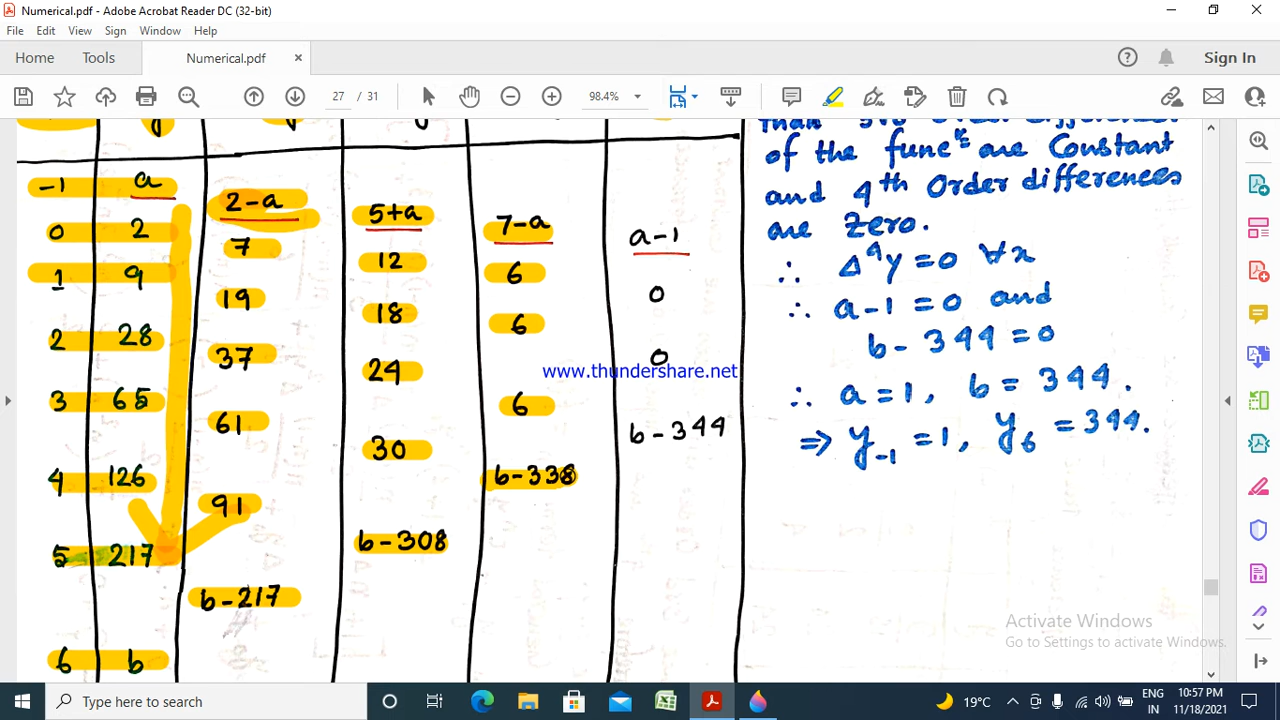 Numerical.pdf - Adobe Acrobat Reader DC (32-bit)
File Edit View Sign Window Help
Home Tools Numerical.pdf × Sign In
27 / 31 98.4%
of the func^n are Constant
and 4th Order differences
are zero.
∴ Δ⁴y = 0 ∀x
∴ a-1 = 0 and
b - 344 = 0
∴ a = 1, b = 344.
⇒ y₋₁ = 1, y₆ = 344.
-1 a
2-a
0 2 5+a
7 7-a
1 9 12 a-1
19 6
2 28 18 0
37 6
3 65 24 0
61 6
4 126 30 b-344
91 b-338
5 217 b-308
b-217
6 b
www.thundershare.net
Activate Windows
Go to Settings to activate Windows.
Type here to search
19°C
ENG
IN
10:57 PM
11/18/2021